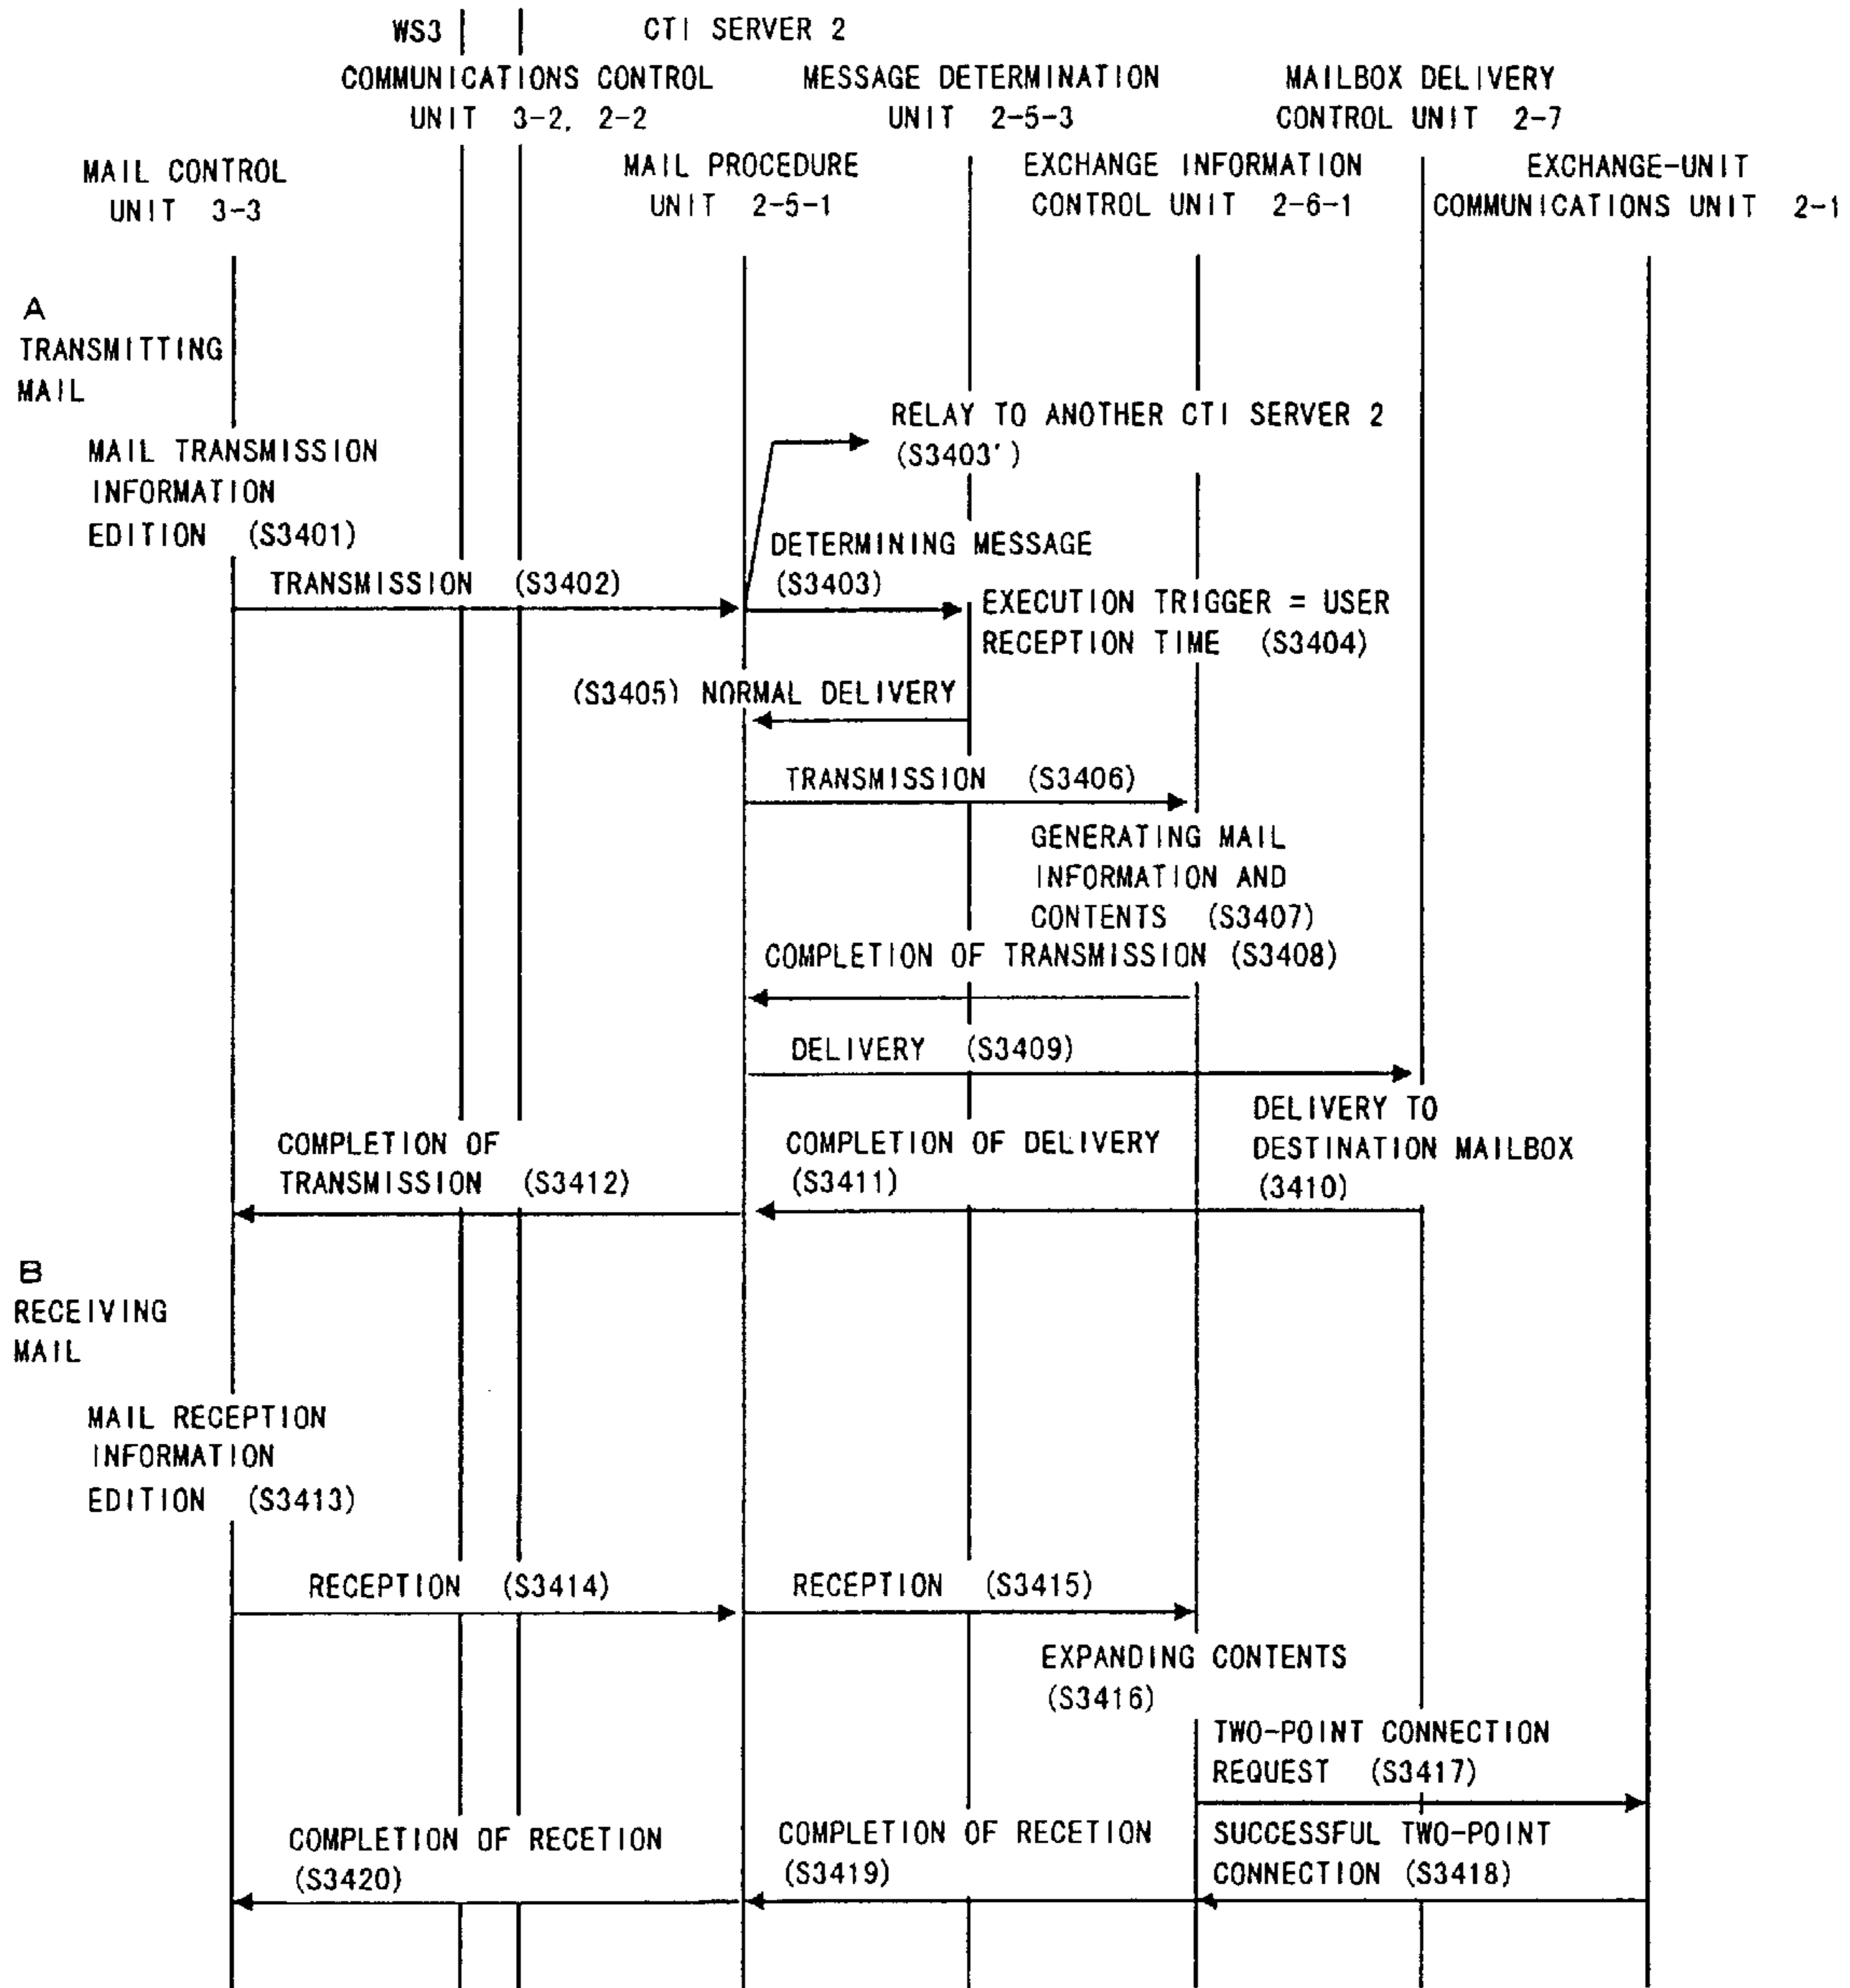 WS3 CTI SERVER 2
COMMUNICATIONS CONTROL
UNIT 3-2, 2-2
MESSAGE DETERMINATION
UNIT 2-5-3
MAILBOX DELIVERY
CONTROL UNIT 2-7
MAIL CONTROL
UNIT 3-3
MAIL PROCEDURE
UNIT 2-5-1
EXCHANGE INFORMATION
CONTROL UNIT 2-6-1
EXCHANGE-UNIT
COMMUNICATIONS UNIT 2-1
A
TRANSMITTING
MAIL
RELAY TO ANOTHER CTI SERVER 2
(S3403')
MAIL TRANSMISSION
INFORMATION
EDITION (S3401)
TRANSMISSION (S3402)
DETERMINING MESSAGE
(S3403)
EXECUTION TRIGGER = USER
RECEPTION TIME (S3404)
(S3405) NORMAL DELIVERY
TRANSMISSION (S3406)
GENERATING MAIL
INFORMATION AND
CONTENTS (S3407)
COMPLETION OF TRANSMISSION (S3408)
DELIVERY (S3409)
DELIVERY TO
DESTINATION MAILBOX
(3410)
COMPLETION OF
TRANSMISSION (S3412)
COMPLETION OF DELIVERY
(S3411)
B
RECEIVING
MAIL
MAIL RECEPTION
INFORMATION
EDITION (S3413)
RECEPTION (S3414)
RECEPTION (S3415)
EXPANDING CONTENTS
(S3416)
TWO-POINT CONNECTION
REQUEST (S3417)
COMPLETION OF RECETION
(S3420)
COMPLETION OF RECETION
(S3419)
SUCCESSFUL TWO-POINT
CONNECTION (S3418)